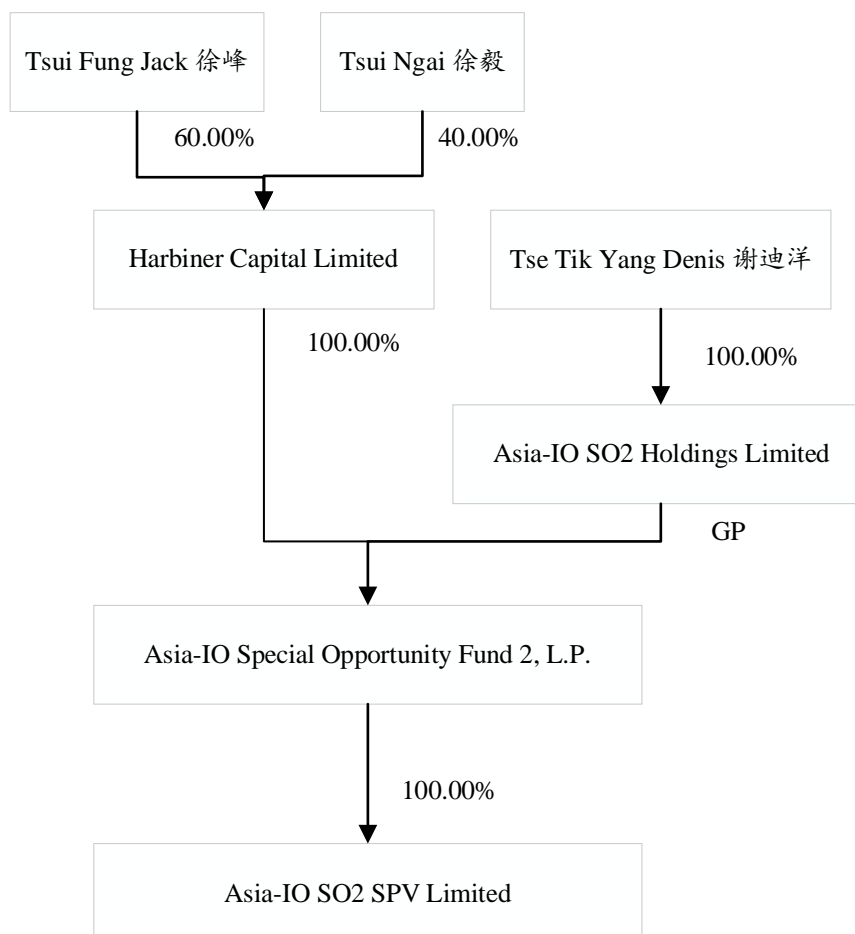 Tsui Fung Jack 徐峰
Tsui Ngai 徐毅
60.00%
40.00%
Harbiner Capital Limited
Tse Tik Yang Denis 谢迪洋
100.00%
100.00%
Asia-IO SO2 Holdings Limited
GP
Asia-IO Special Opportunity Fund 2, L.P.
100.00%
Asia-IO SO2 SPV Limited